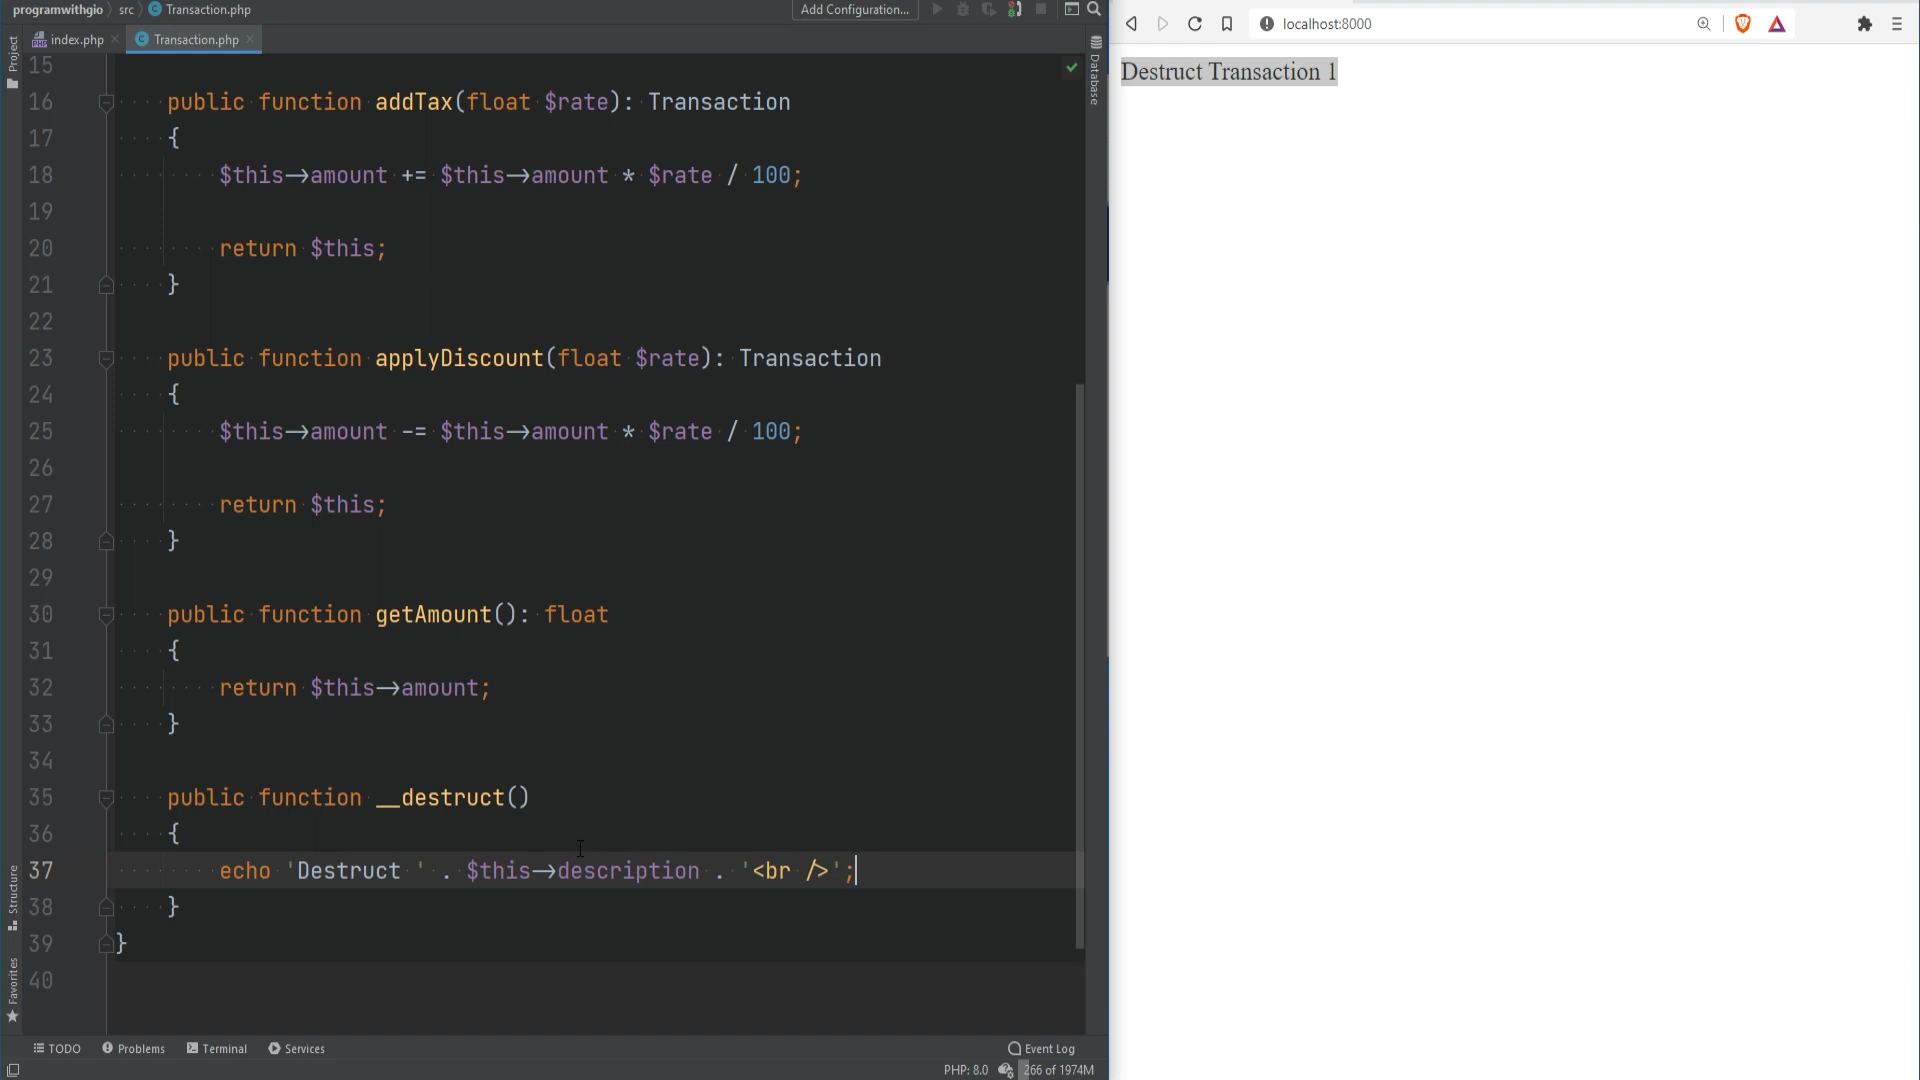 programwithgio src Transaction.php Add Configuration...
index.php Transaction.php
Project
Database
Structure
Favorites
15
16 public function addTax(float $rate): Transaction
17 {
18 $this->amount += $this->amount * $rate / 100;
19
20 return $this;
21 }
22
23 public function applyDiscount(float $rate): Transaction
24 {
25 $this->amount -= $this->amount * $rate / 100;
26
27 return $this;
28 }
29
30 public function getAmount(): float
31 {
32 return $this->amount;
33 }
34
35 public function __destruct()
36 {
37 echo 'Destruct ' . $this->description . '<br />';
38 }
39 }
40
TODO Problems Terminal Services Event Log
PHP: 8.0 266 of 1974M
localhost:8000
Destruct Transaction 1